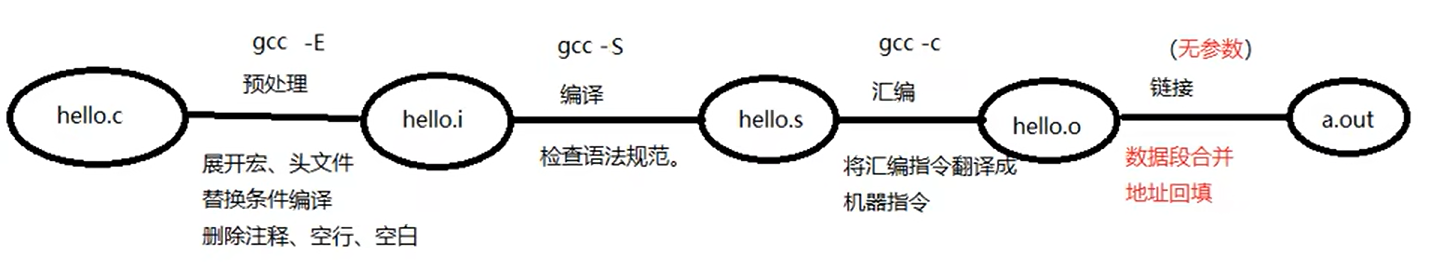 gcc -E
预处理
hello.c
展开宏、头文件
替换条件编译
删除注释、空行、空白
hello.i
gcc -S
编译
检查语法规范。
hello.s
gcc -c
汇编
将汇编指令翻译成
机器指令
hello.o
(无参数)
链接
数据段合并
地址回填
a.out